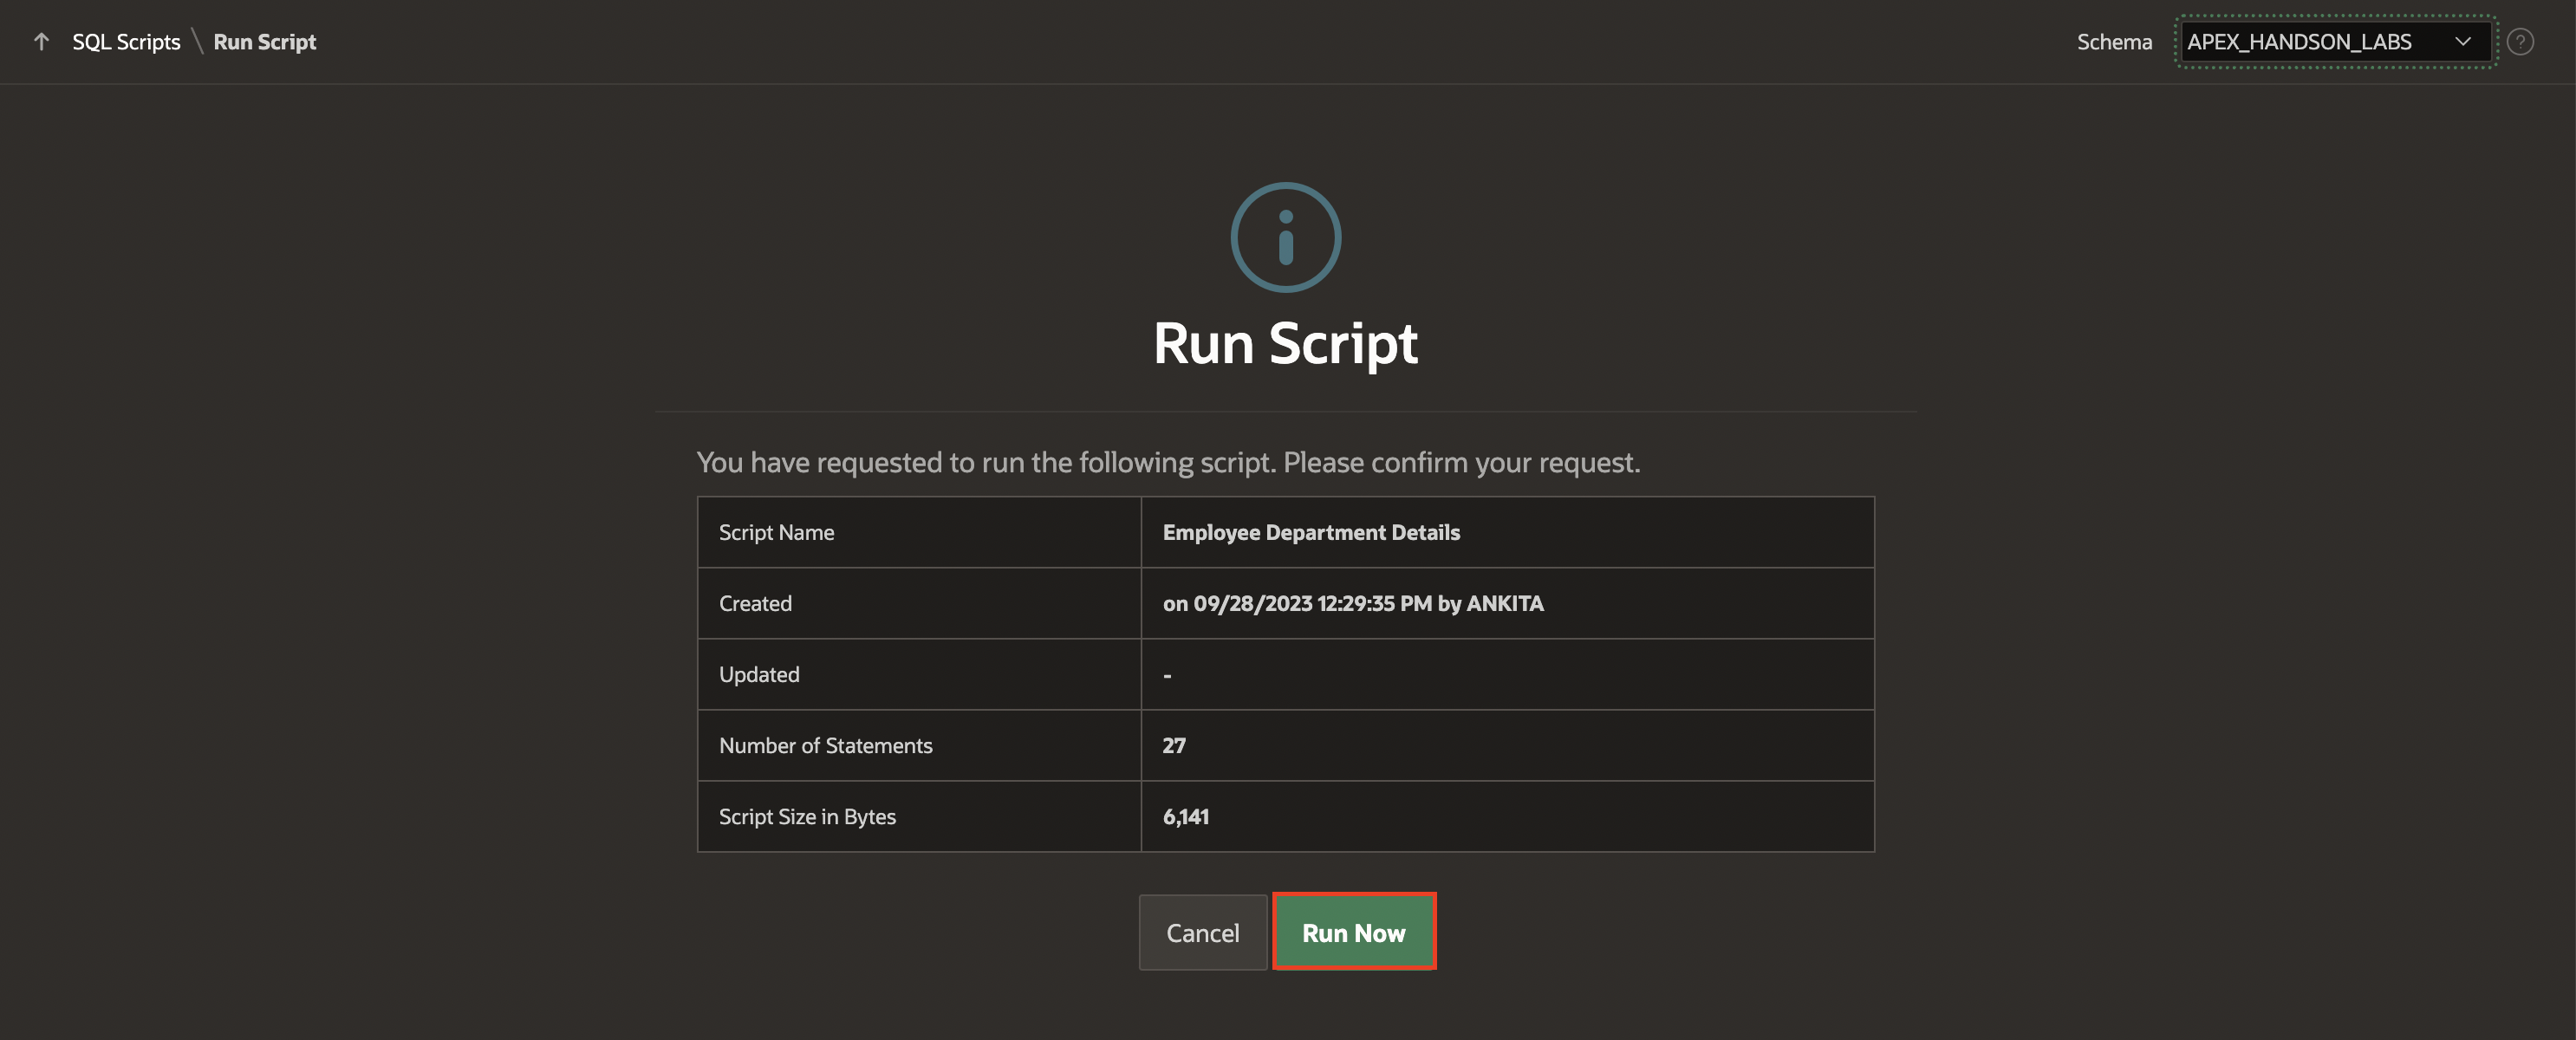 SQL Scripts \ Run Script
Schema APEX_HANDSON_LABS ?
Run Script
You have requested to run the following script. Please confirm your request.
Script Name Employee Department Details
Created on 09/28/2023 12:29:35 PM by ANKITA
Updated -
Number of Statements 27
Script Size in Bytes 6,141
Cancel Run Now